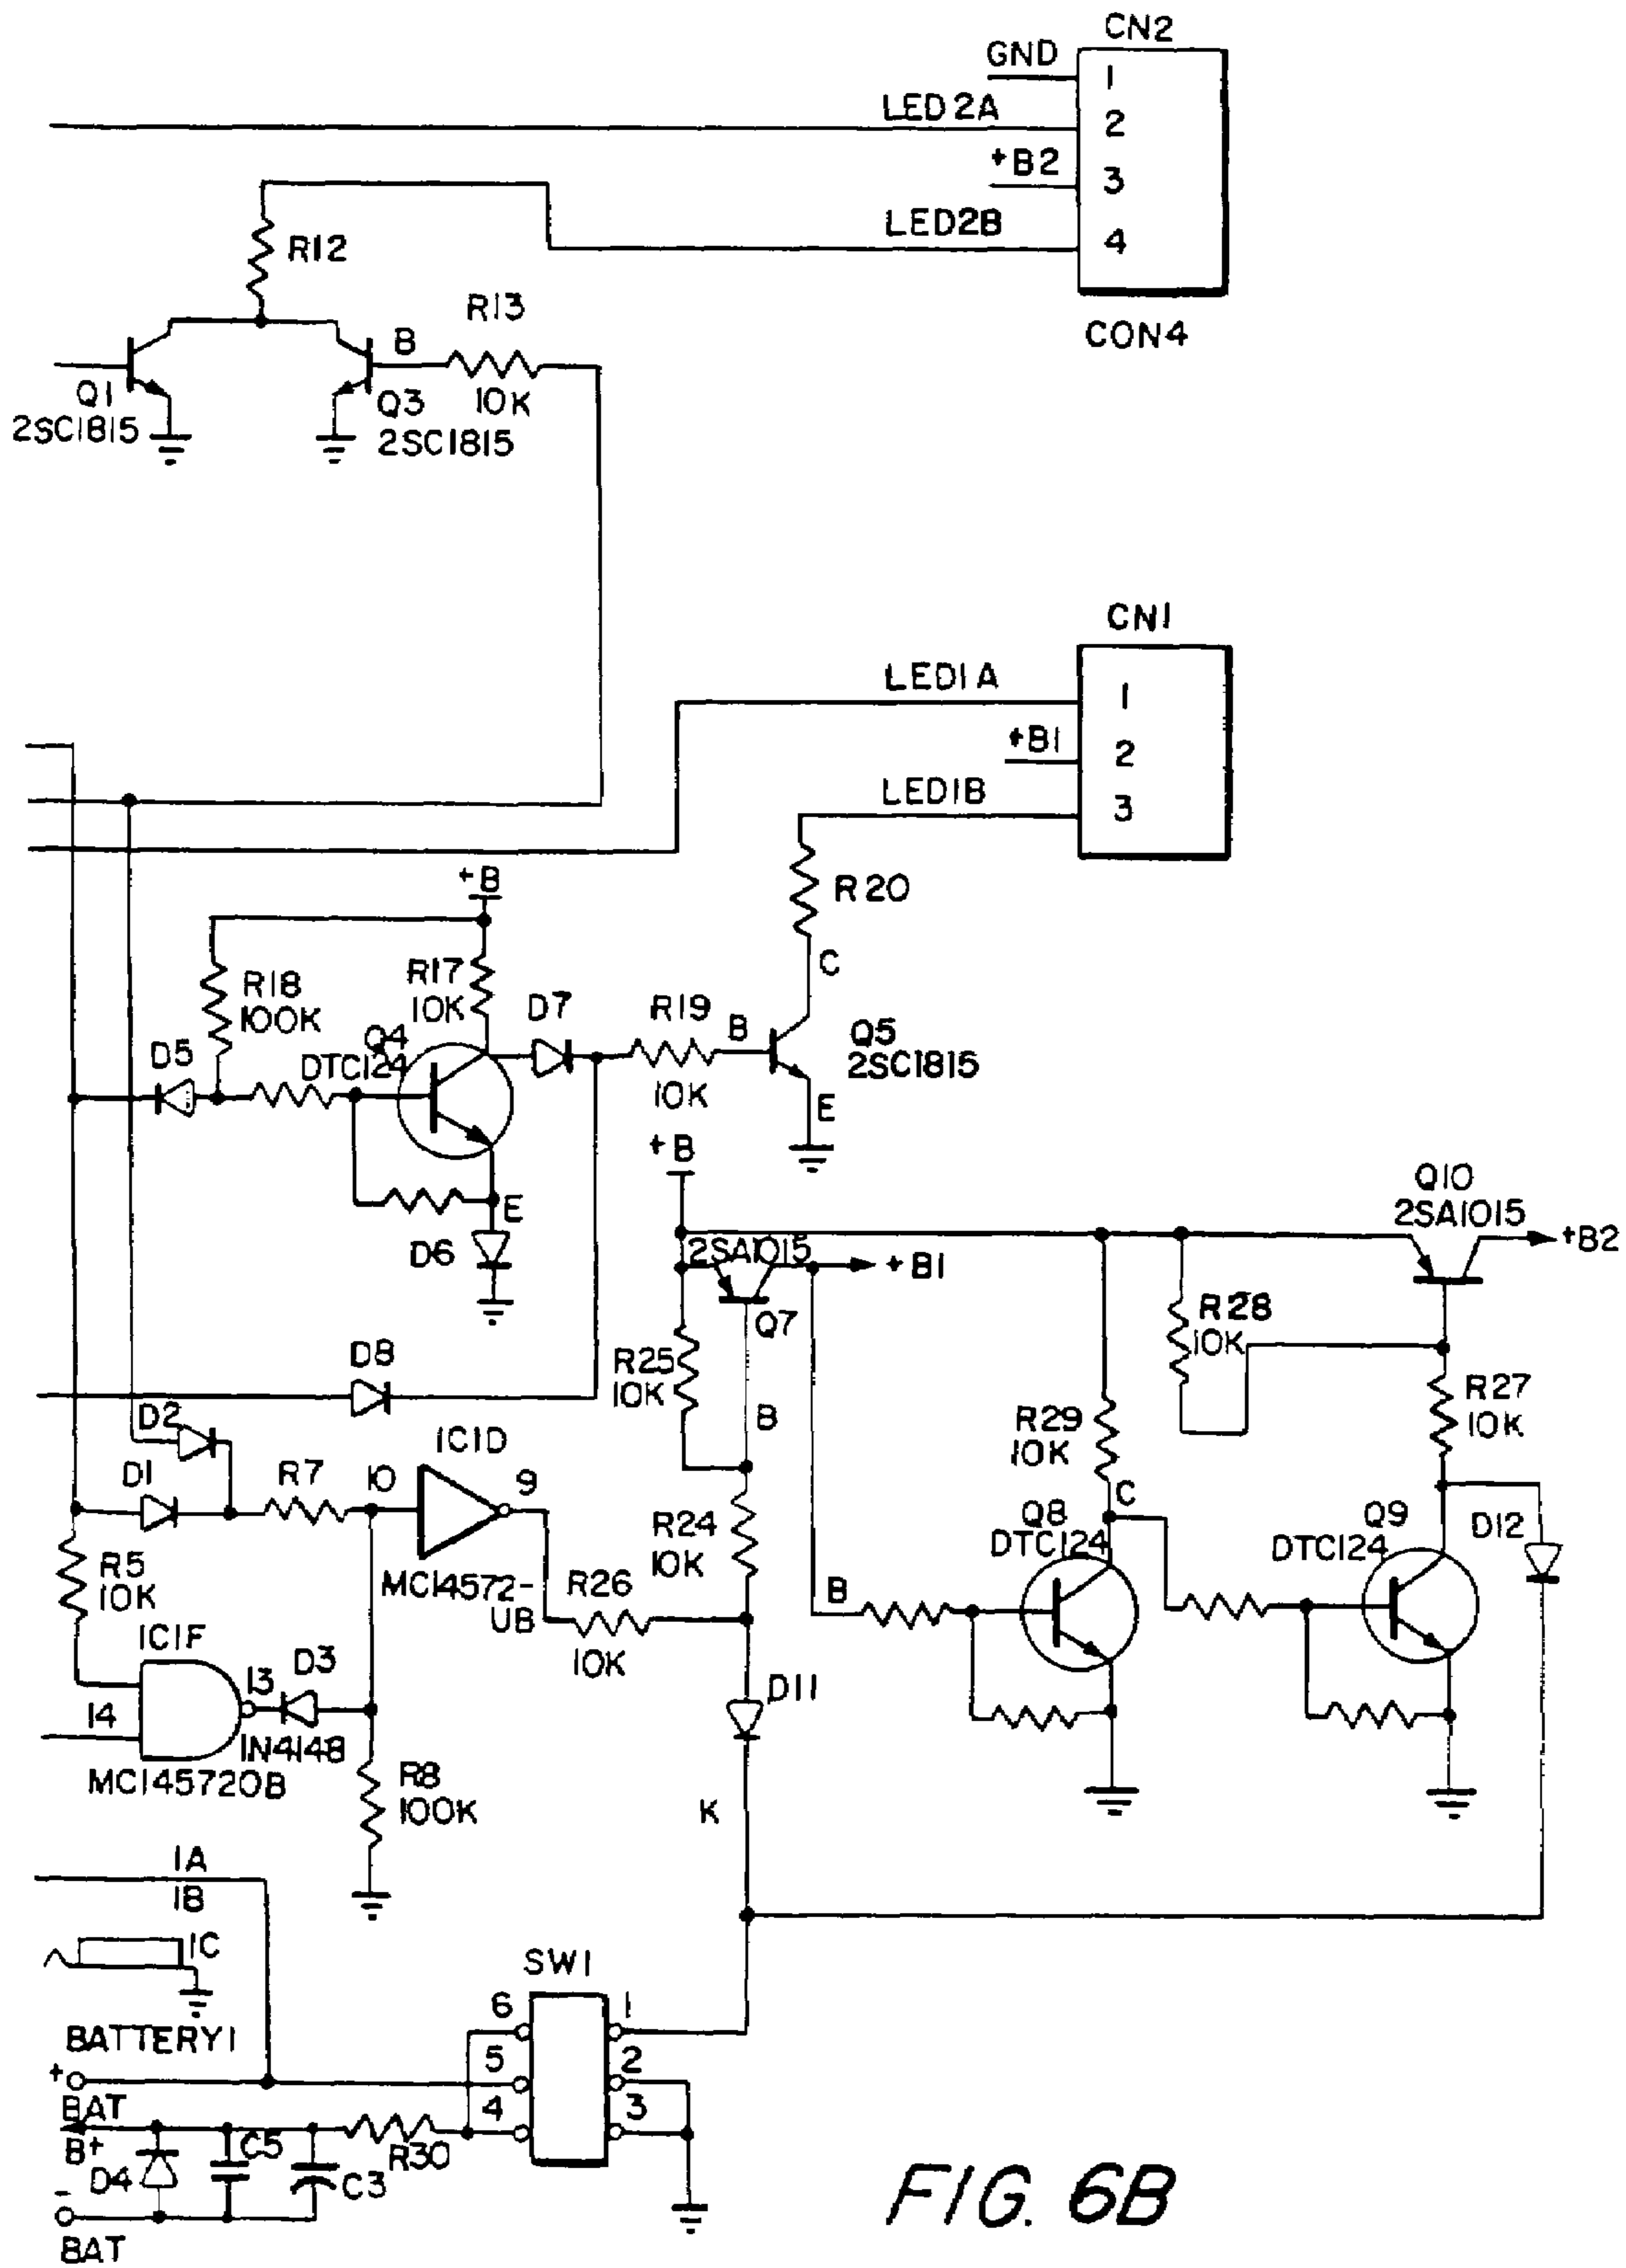 CN2
GND
1
LED2A
2
+B2
3
LED2B
4
R12
CON4
R13
B
10K
Q1
2SC1815
Q3
2SC1815
CN1
LED1A
1
+B1
2
LED1B
3
+B
R20
C
R18
100K
R17
10K
D7
R19
B
Q5
2SC1815
10K
E
D5
Q4
DTC124
E
D6
+B
2SA1015
+B1
Q7
Q10
2SA1015
+B2
R28
10K
R25
10K
B
R27
10K
R29
10K
C
D8
D2
IC1D
D1
R7
10
9
R24
10K
Q8
DTC124
Q9
DTC124
D12
R5
10K
MC14572-
UB
R26
10K
B
IC1F
13
D3
14
1N4148
MC14572OB
R8
100K
D11
K
1A
1B
1C
SW1
6
1
BATTERY1
5
2
+
4
3
BAT
B+
D4
C5
C3
R30
-
BAT
FIG. 6B